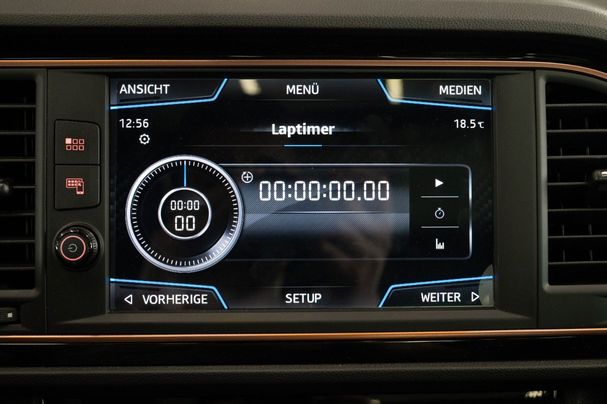 ANSICHT
MENÜ
MEDIEN
12:56
Laptimer
18.5℃
00:00:00.00
00:00
00
VORHERIGE
SETUP
WEITER